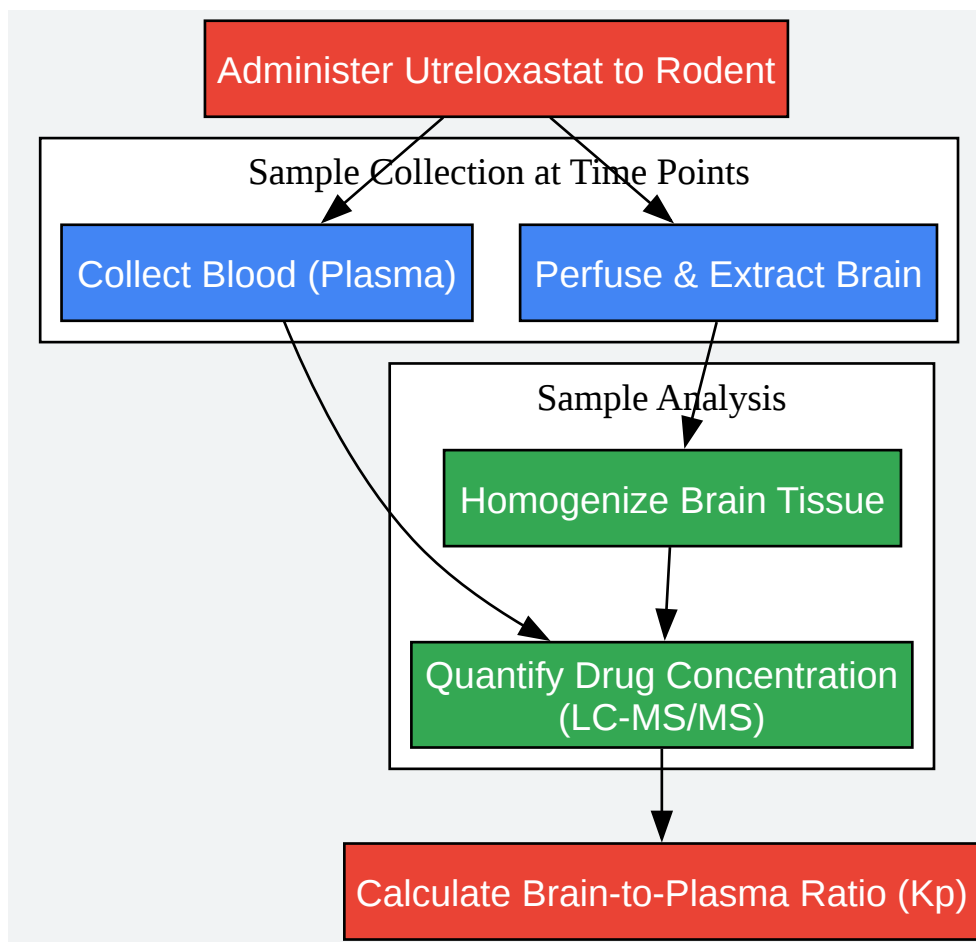 Administer Utreloxastat to Rodent
Sample Collection at Time Points
Collect Blood (Plasma)
Perfuse & Extract Brain
Sample Analysis
Homogenize Brain Tissue
Quantify Drug Concentration
(LC-MS/MS)
Calculate Brain-to-Plasma Ratio (Kp)